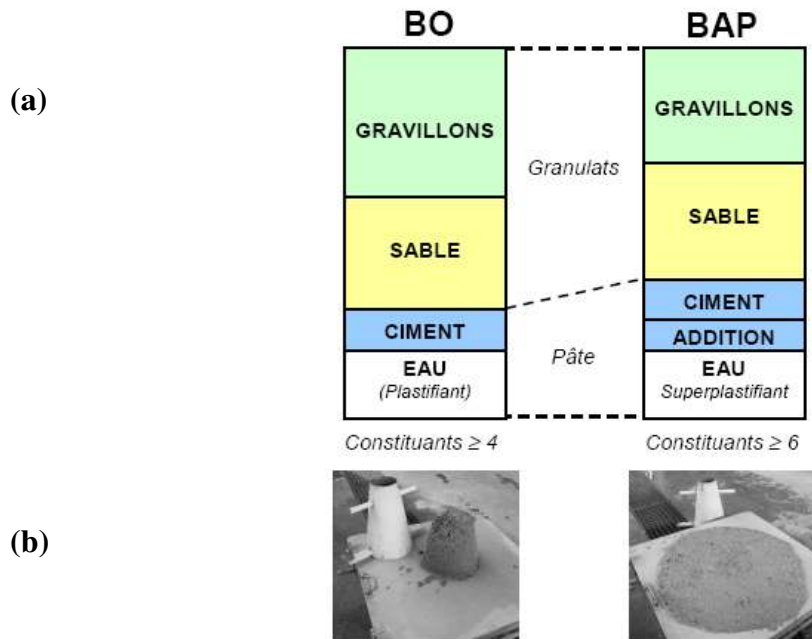 BO
BAP
(a)
GRAVILLONS
GRAVILLONS
Granulats
SABLE
SABLE
CIMENT
CIMENT
ADDITION
Pâte
EAU
(Plastifiant)
EAU
Superplastifiant
Constituants ≥ 4
Constituants ≥ 6
(b)